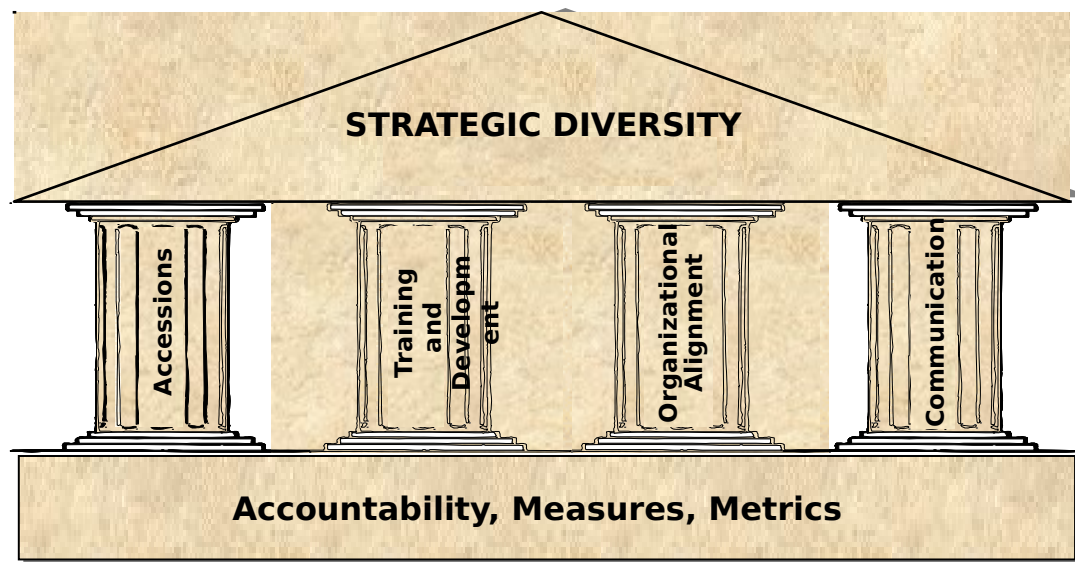 STRATEGIC DIVERSITY
Accessions
Training
and
Developm
ent
Organizational
Alignment
Communication
Accountability, Measures, Metrics